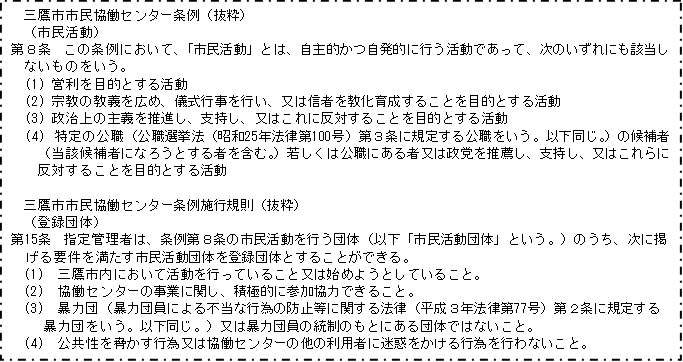 三鷹市市民協働センター条例（抜粋）
（市民活動）
第８条　この条例において、「市民活動」とは、自主的かつ自発的に行う活動であって、次のいずれにも該当し
ないものをいう。
(1) 営利を目的とする活動
(2) 宗教の教義を広め、儀式行事を行い、又は信者を教化育成することを目的とする活動
(3) 政治上の主義を推進し、支持し、又はこれに反対することを目的とする活動
(4) 特定の公職（公職選挙法（昭和25年法律第100号）第３条に規定する公職をいう。以下同じ。）の候補者
（当該候補者になろうとする者を含む。）若しくは公職にある者又は政党を推薦し、支持し、又はこれらに
反対することを目的とする活動
三鷹市市民協働センター条例施行規則（抜粋）
（登録団体）
第15条　指定管理者は、条例第８条の市民活動を行う団体（以下「市民活動団体」という。）のうち、次に掲
げる要件を満たす市民活動団体を登録団体とすることができる。
(1)　三鷹市内において活動を行っていること又は始めようとしていること。
(2)　協働センターの事業に関し、積極的に参加協力できること。
(3)　暴力団（暴力団員による不当な行為の防止等に関する法律（平成３年法律第77号）第２条に規定する
暴力団をいう。以下同じ。）又は暴力団員の統制のもとにある団体ではないこと。
(4)　公共性を脅かす行為又は協働センターの他の利用者に迷惑をかける行為を行わないこと。